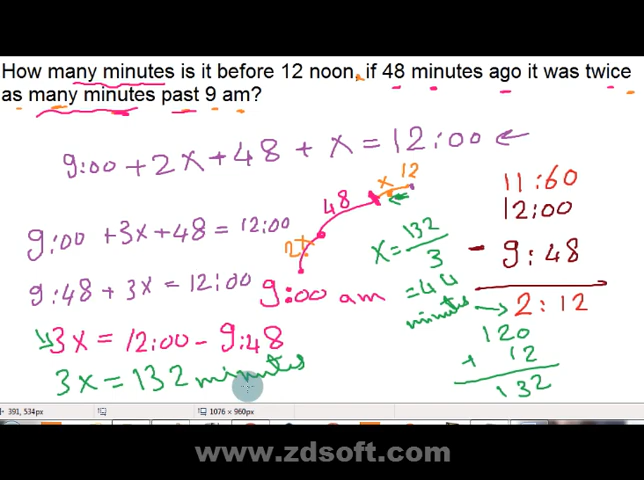 How many minutes is it before 12 noon, if 48 minutes ago it was twice
as many minutes past 9 am?
9:00 + 2x + 48 + x = 12:00
9:00 + 3x + 48 = 12:00
9:48 + 3x = 12:00
3x = 12:00 - 9:48
3x = 132 minutes
2x
48
x 12
9:00 am
x = 132/3
= 44
minutes
11:60
12:00
- 9:48
2:12
120
+ 12
132
391, 534px
1076 × 960px
www.zdsoft.com